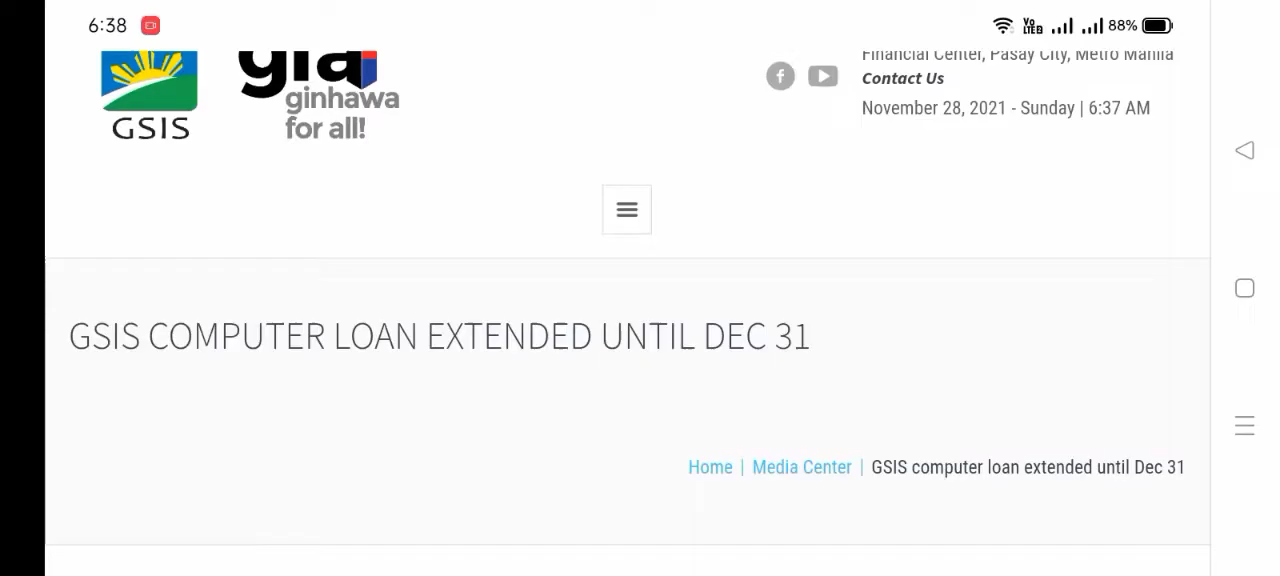 6:38
Vo LTE2
88%
Financial Center, Pasay City, Metro Manila
Contact Us
November 28, 2021 - Sunday | 6:37 AM
GSIS
ginhawa
for all!
GSIS COMPUTER LOAN EXTENDED UNTIL DEC 31
Home | Media Center | GSIS computer loan extended until Dec 31